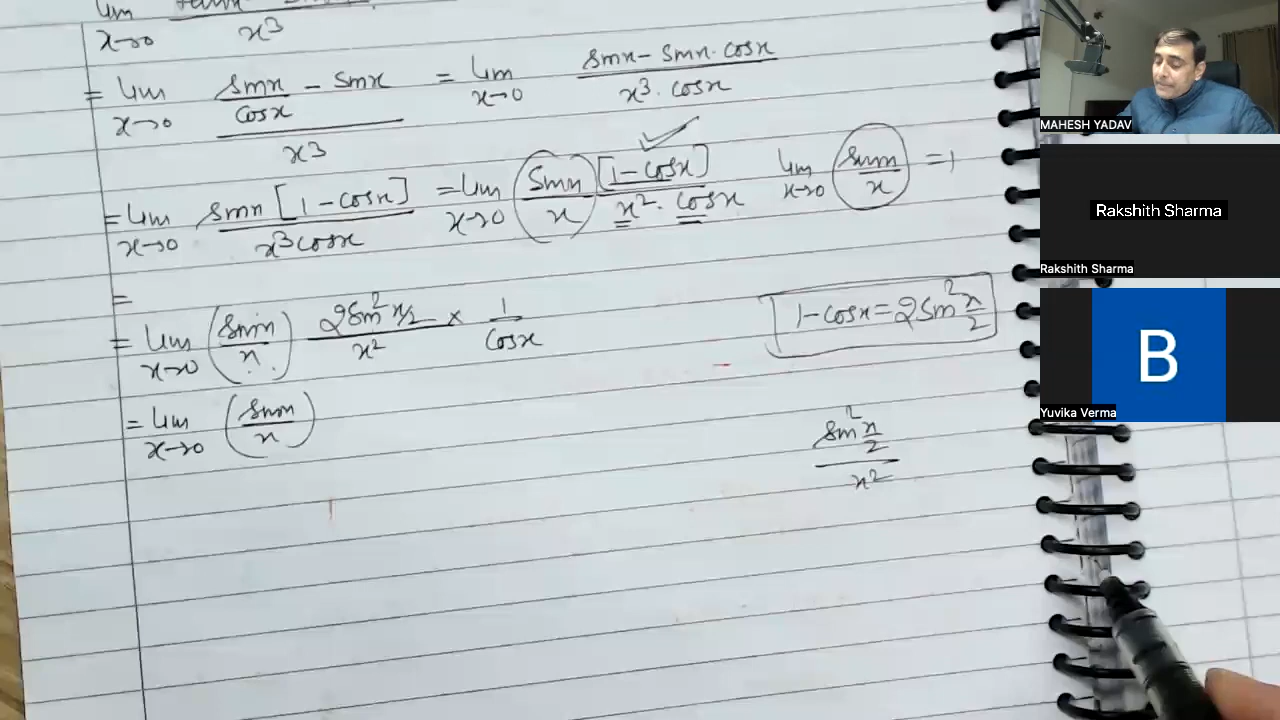 lim
x→0 x³
= lim (sinx/cosx - sinx)/x³ = lim (sinx - sinx·cosx)/(x³·cosx)
x→0 x→0
= lim sinx[1-cosx]/(x³cosx) = lim (sinx/x) [1-cosx]/(x²·cosx) lim (sinx/x) = 1
x→0 x→0 x→0
=
= lim (sinx/x) 2sin²x/2/x² × 1/cosx
x→0
1-cosx = 2sin²x/2
= lim (sinx/x)
x→0
sin²x/2/x²
MAHESH YADAV
Rakshith Sharma
Rakshith Sharma
B
Yuvika Verma